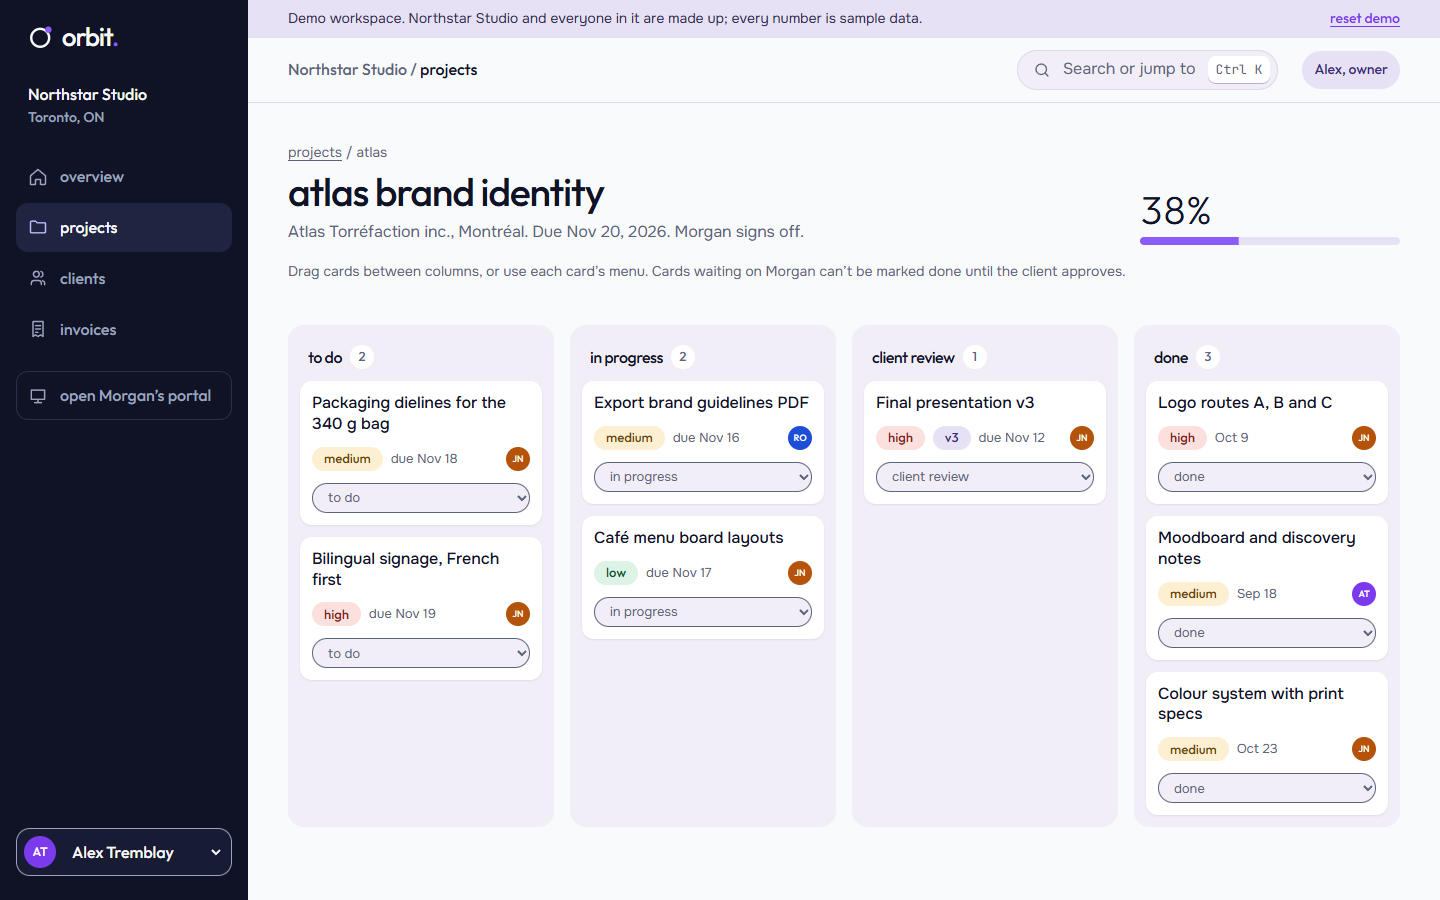 orbit.
Northstar Studio
Toronto, ON
overview
projects
clients
invoices
open Morgan's portal
AT
Alex Tremblay
Demo workspace. Northstar Studio and everyone in it are made up; every number is sample data.
reset demo
Northstar Studio / projects
Search or jump to
Ctrl K
Alex, owner
projects / atlas
atlas brand identity
Atlas Torréfaction inc., Montréal. Due Nov 20, 2026. Morgan signs off.
38%
Drag cards between columns, or use each card’s menu. Cards waiting on Morgan can’t be marked done until the client approves.
to do 2
Packaging dielines for the
340 g bag
medium due Nov 18 JN
to do
Bilingual signage, French
first
high due Nov 19 JN
to do
in progress 2
Export brand guidelines PDF
medium due Nov 16 RO
in progress
Café menu board layouts
low due Nov 17 JN
in progress
client review 1
Final presentation v3
high v3 due Nov 12 JN
client review
done 3
Logo routes A, B and C
high Oct 9 JN
done
Moodboard and discovery
notes
medium Sep 18 AT
done
Colour system with print
specs
medium Oct 23 JN
done